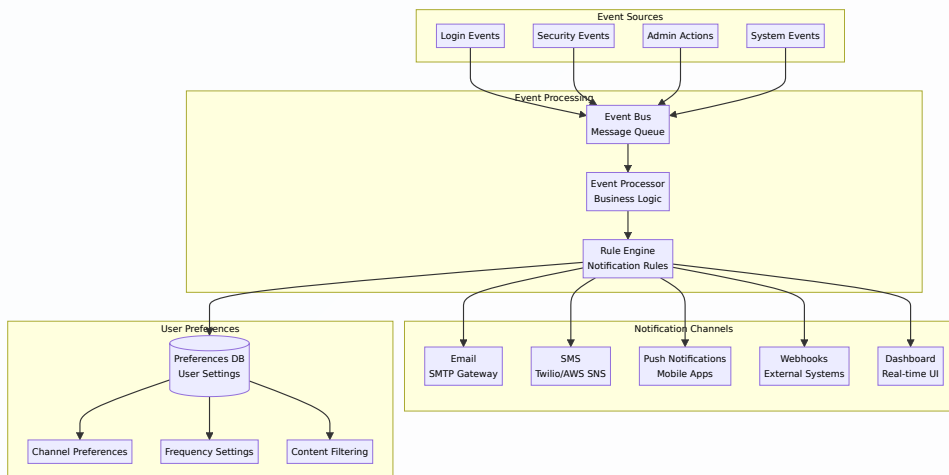 Event Sources
Login Events
Security Events
Admin Actions
System Events
Event Processing
Event Bus
Message Queue
Event Processor
Business Logic
Rule Engine
Notification Rules
User Preferences
Preferences DB
User Settings
Channel Preferences
Frequency Settings
Content Filtering
Notification Channels
Email
SMTP Gateway
SMS
Twilio/AWS SNS
Push Notifications
Mobile Apps
Webhooks
External Systems
Dashboard
Real-time UI